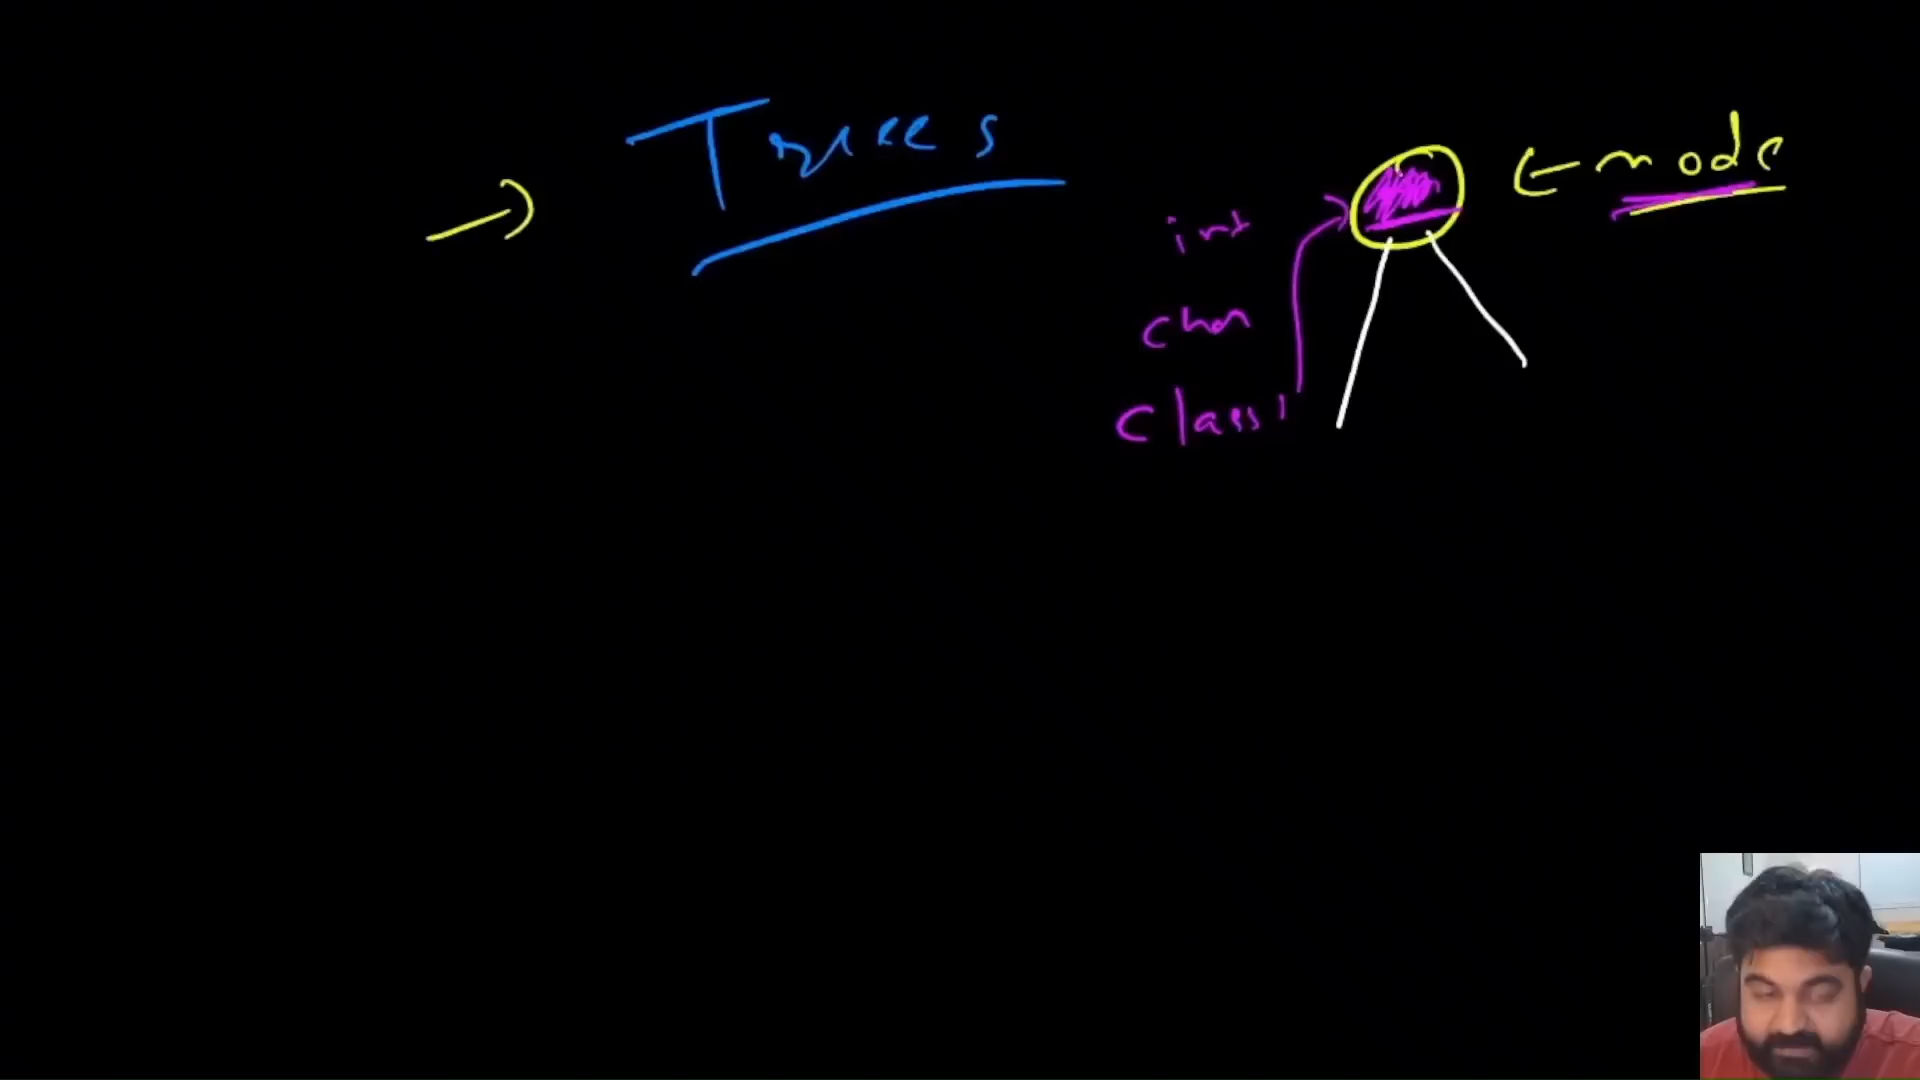 Trees
node
int
char
class